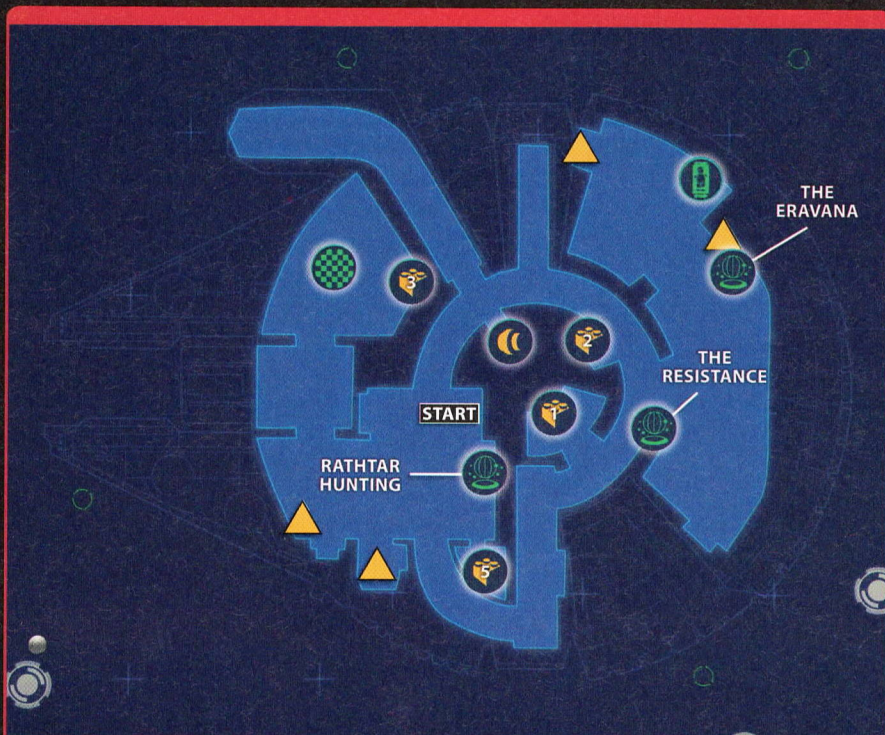 THE
ERAVANA
3
2
THE
RESISTANCE
START
1
RATHTAR
HUNTING
5